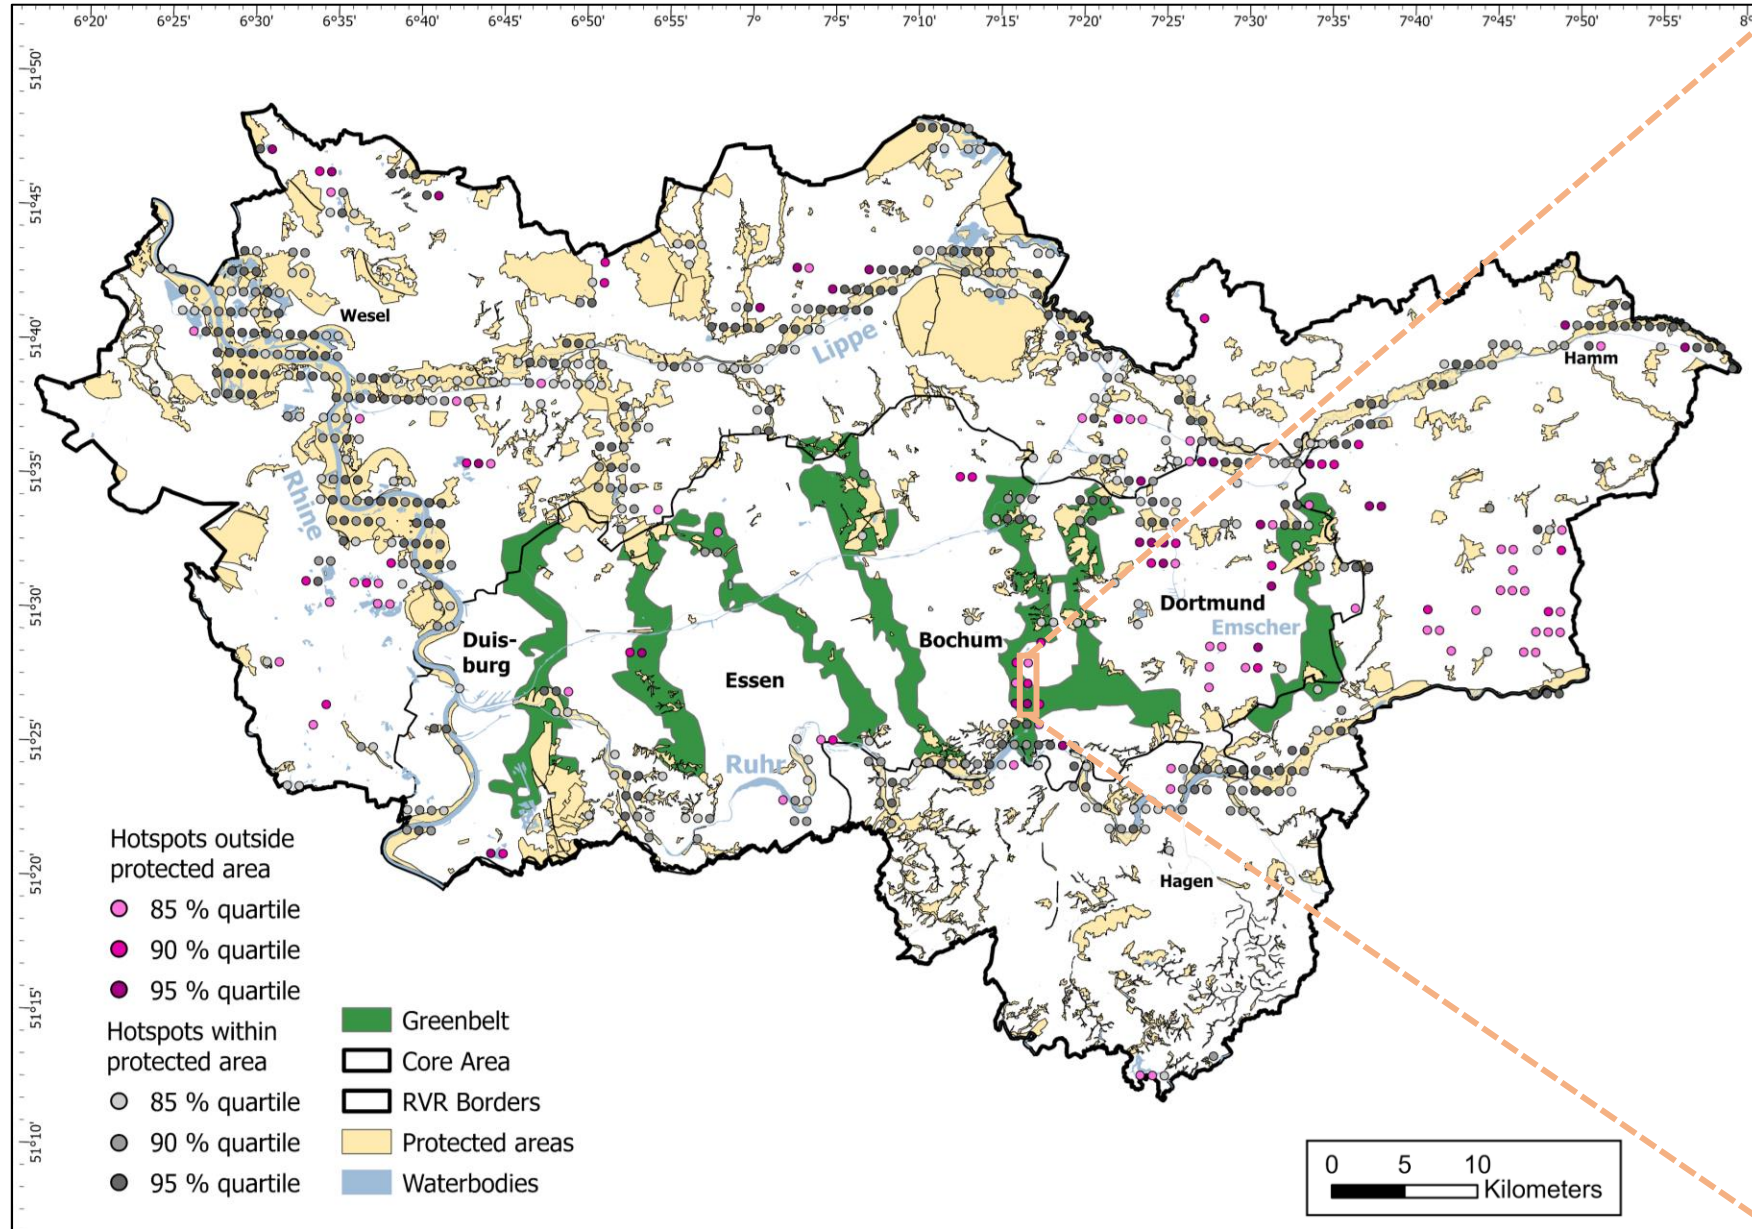 6°20' 6°25' 6°30' 6°35' 6°40' 6°45' 6°50' 6°55' 7° 7°5' 7°10' 7°15' 7°20' 7°25' 7°30' 7°35' 7°40' 7°45' 7°50' 7°55' 8°
51°50'
51°45'
51°40'
51°35'
51°30'
51°25'
51°20'
51°15'
51°10'
Wesel
Lippe
Hamm
Rhine
Duis-
burg
Essen
Bochum
Dortmund
Emscher
Ruhr
Hagen
Hotspots outside
protected area
85 % quartile
90 % quartile
95 % quartile
Hotspots within
protected area
85 % quartile
90 % quartile
95 % quartile
Greenbelt
Core Area
RVR Borders
Protected areas
Waterbodies
0 5 10
Kilometers